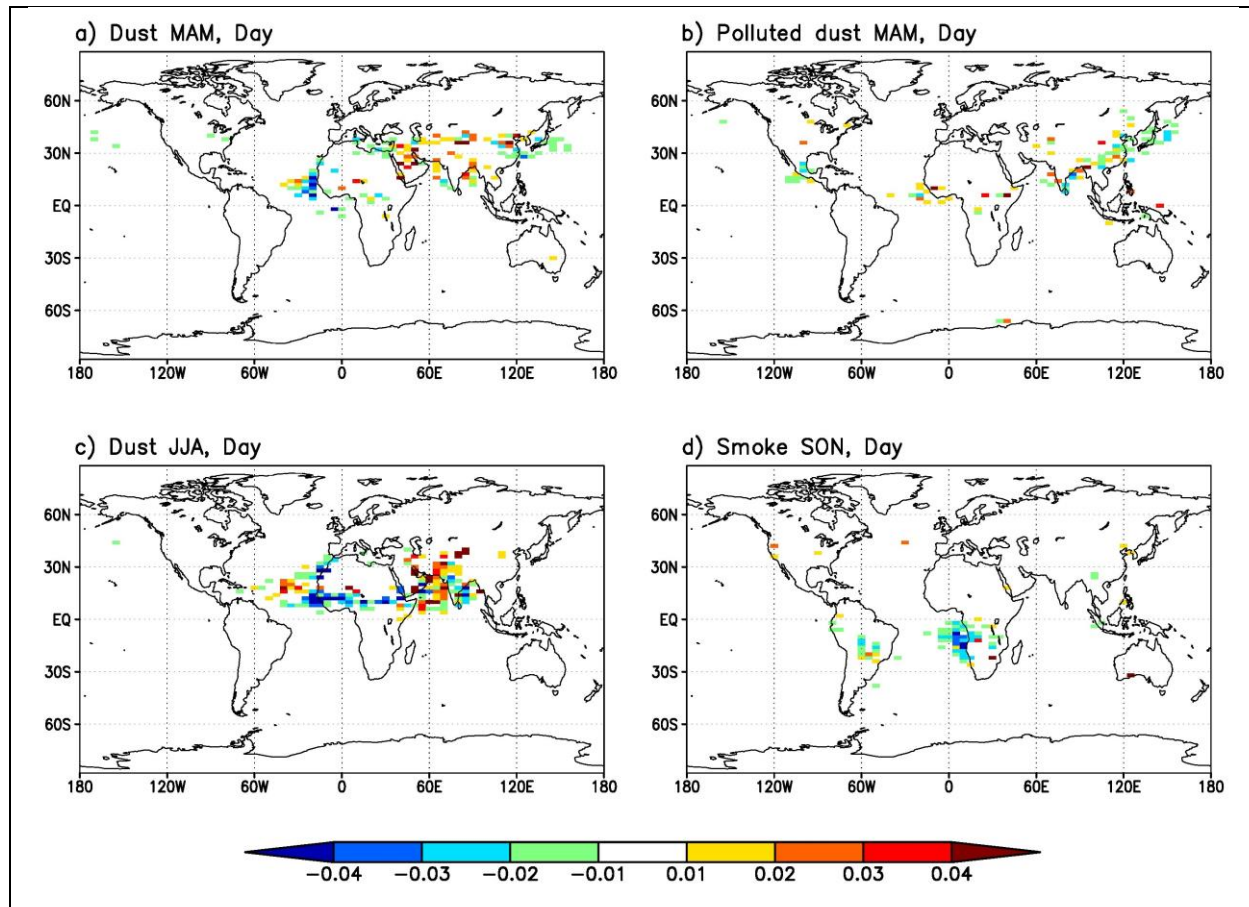 a) Dust MAM, Day
b) Polluted dust MAM, Day
60N
30N
EQ
30S
60S
180 120W 60W 0 60E 120E 180
60N
30N
EQ
30S
60S
180 120W 60W 0 60E 120E 180
c) Dust JJA, Day
d) Smoke SON, Day
60N
30N
EQ
30S
60S
180 120W 60W 0 60E 120E 180
60N
30N
EQ
30S
60S
180 120W 60W 0 60E 120E 180
−0.04 −0.03 −0.02 −0.01 0.01 0.02 0.03 0.04